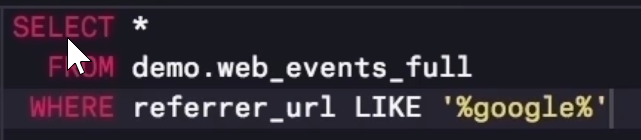 SELECT *
FROM demo.web_events_full
WHERE referrer_url LIKE '%google%'